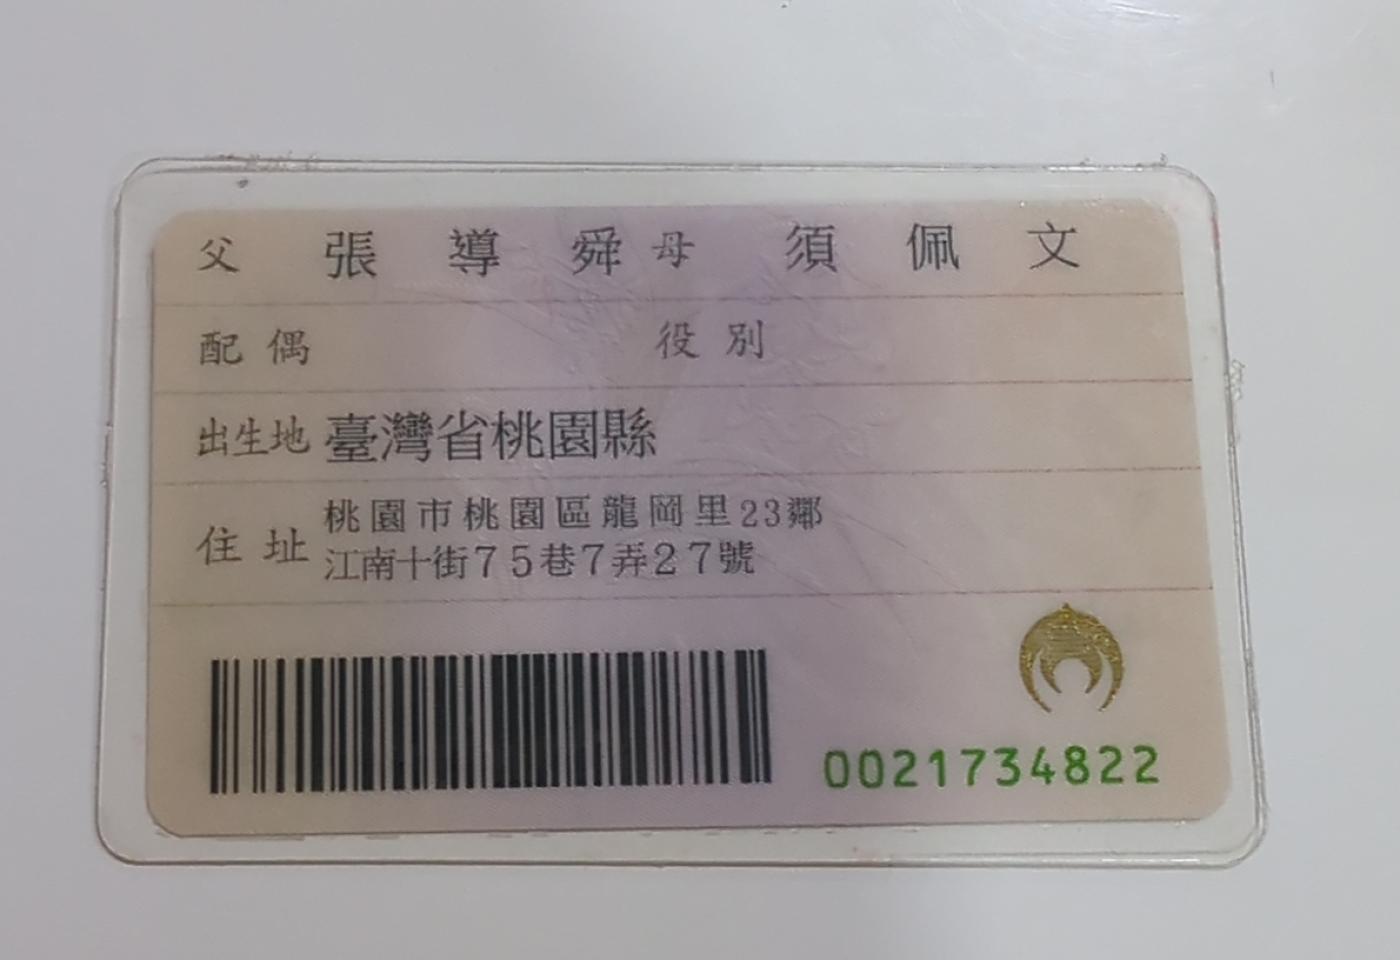 父 張導舜 母 須佩文
配偶 役別
出生地 臺灣省桃園縣
住址 桃園市桃園區龍岡里23鄰
江南十街75巷7弄27號
0021734822